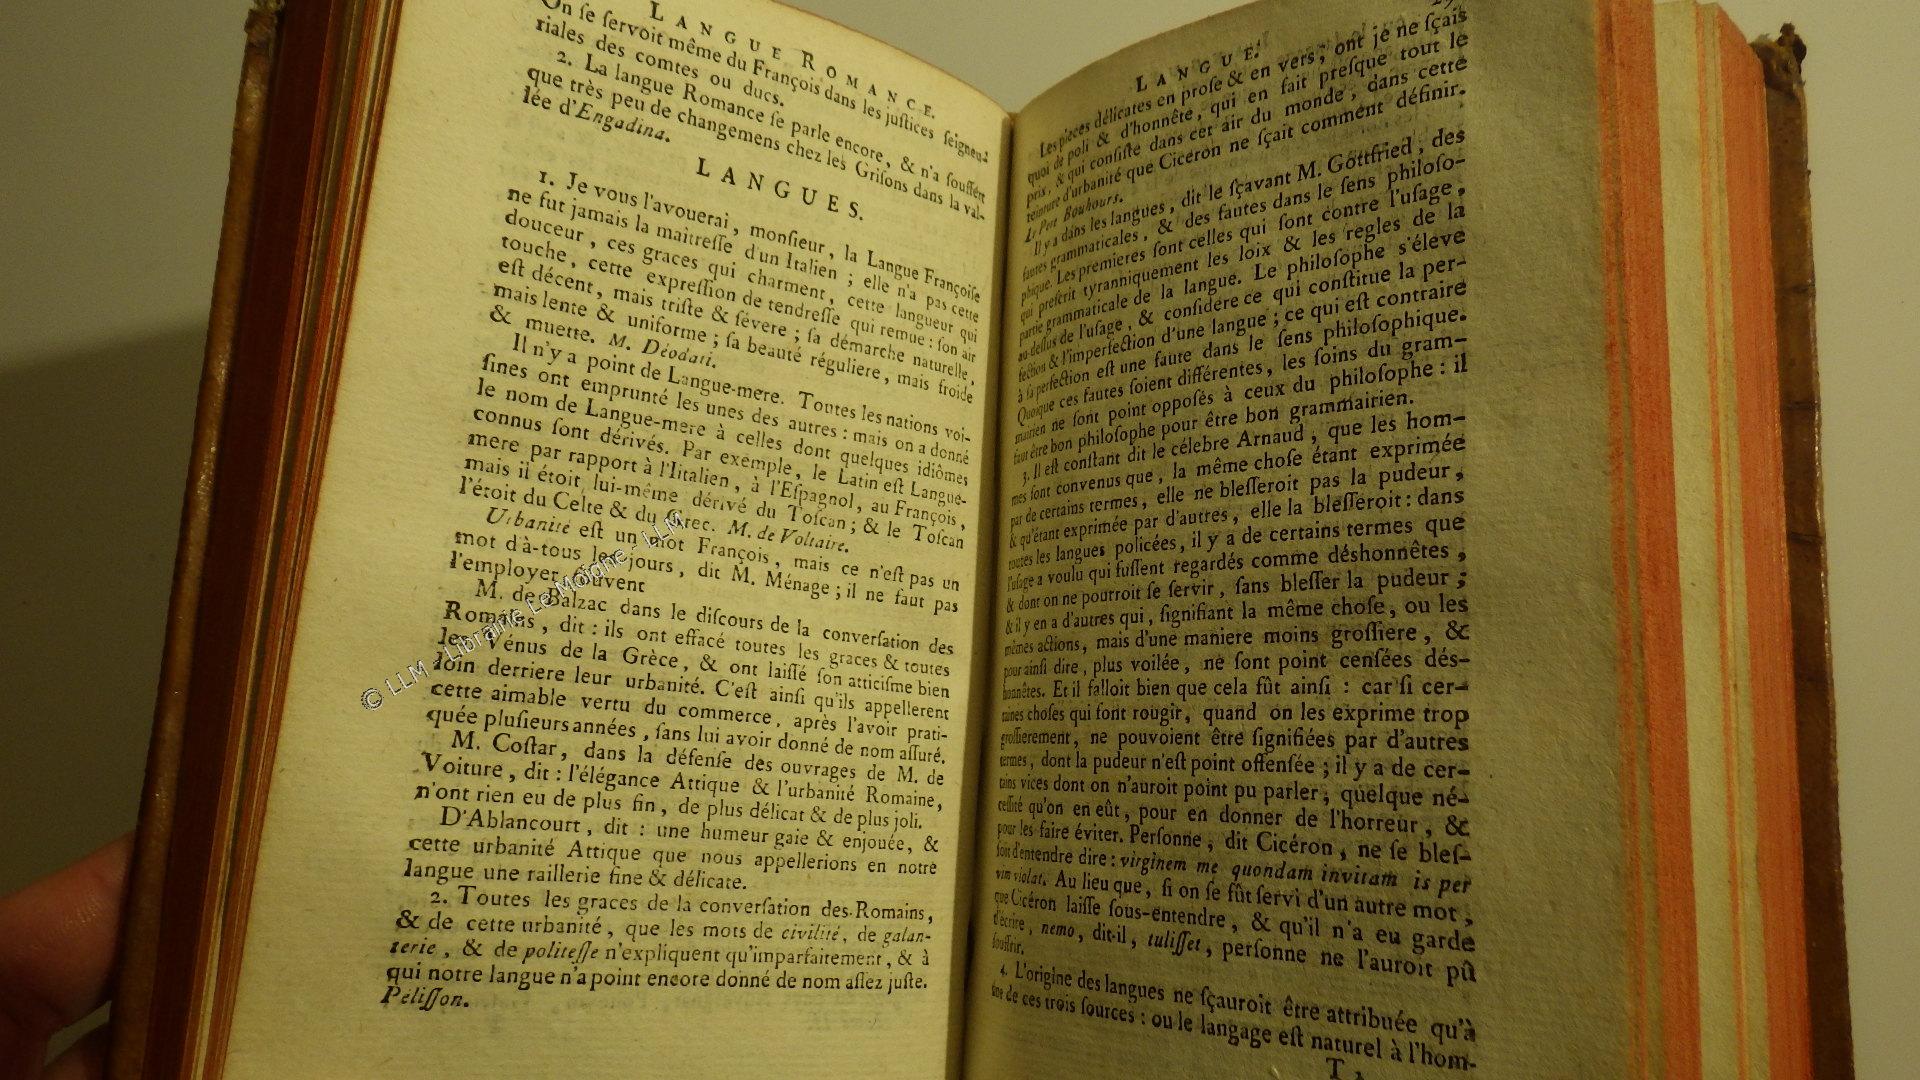 LANGUE ROMANCE.
On ſe ſervoit même du François dans les juſtices ſeigneu-
riales des comtes ou ducs.
2. La langue Romance ſe parle encore, & n'a ſouffert
que très peu de changemens chez les Griſons dans la val-
lée d'Engadina.
LANGUES.
1. Je vous l'avouerai, monſieur, la Langue Françoiſe
ne fut jamais la maitreſſe d'un Italien ; elle n'a pas cette
douceur, ces graces qui charment, cette langueur qui
touche, cette expreſſion de tendreſſe qui remue : ſon air
eſt décent, mais triſte & ſévere ; ſa démarche naturelle,
mais lente & uniforme ; ſa beauté réguliere, mais froide
& muette. M. Déodati.
Il n'y a point de Langue-mere. Toutes les nations voi-
ſines ont emprunté les unes des autres : mais on a donné
le nom de Langue-mere à celles dont quelques idiômes
connus ſont dérivés. Par exemple, le Latin eſt Langue-
mere par rapport à l'Iitalien, à l'Eſpagnol, au François,
mais il étoit lui-même dérivé du Toſcan ; & le Toſcan
l'étoit du Celte & du Grec. M. de Voltaire.
Urbanité eſt un mot François, mais ce n'eſt pas un
mot d'à-tous les jours, dit M. Ménage ; il ne faut pas
l'employer ſouvent
M. de Balzac dans le diſcours de la converſation des
Romains, dit : ils ont effacé toutes les graces & toutes
les Vénus de la Grèce, & ont laiſſé ſon atticiſme bien
loin derriere leur urbanité. C'eſt ainſi qu'ils appellerent
cette aimable vertu du commerce, après l'avoir prati-
quée pluſieurs années, ſans lui avoir donné de nom aſſuré.
M. Coſtar, dans la défenſe des ouvrages de M. de
Voiture, dit : l'élégance Attique & l'urbanité Romaine,
n'ont rien eu de plus fin, de plus délicat & de plus joli.
D'Ablancourt, dit : une humeur gaie & enjouée, &
cette urbanité Attique que nous appellerions en notre
langue une raillerie fine & délicate.
2. Toutes les graces de la converſation des Romains,
& de cette urbanité, que les mots de civilité, de galan-
terie, & de politeſſe n'expliquent qu'imparfaitement, & à
qui notre langue n'a point encore donné de nom aſſez juſte.
Péliſſon.
© LLM - Librairie Le Moigne - LLM
LANGUE.
Les pieces délicates en proſe & en vers, ont je ne ſçais
quoi de poli & d'honnête, qui en fait preſque tout le
prix, & qui conſiſte dans cet air du monde, dans cette
teinture d'urbanité que Cicéron ne ſçait comment définir.
Le Pere Bouhours.
Il y a dans les langues, dit le ſçavant M. Gottfried, des
fautes grammaticales, & des fautes dans le ſens philoſo-
phique. Les premieres ſont celles qui ſont contre l'uſage,
qui preſcrit tyranniquement les loix & les regles de la
partie grammaticale de la langue. Le philoſophe s'éleve
au-deſſus de l'uſage, & conſidére ce qui conſtitue la per-
fection & l'imperfection d'une langue ; ce qui eſt contraire
à ſa perfection eſt une faute dans le ſens philoſophique.
Quoique ces fautes ſoient différentes, les ſoins du gram-
mairien ne ſont point oppoſés à ceux du philoſophe : il
faut être bon philoſophe pour être bon grammairien.
3. Il eſt conſtant dit le célebre Arnaud, que les hom-
mes ſont convenus que, la même choſe étant exprimée
par de certains termes, elle ne bleſſeroit pas la pudeur,
& qu'étant exprimée par d'autres, elle la bleſſeroit : dans
toutes les langues policées, il y a de certains termes que
l'uſage a voulu qui fuſſent regardés comme déshonnêtes,
& dont on ne pourroit ſe ſervir, ſans bleſſer la pudeur ;
& il y en a d'autres qui, ſignifiant la même choſe, ou les
mêmes actions, mais d'une maniere moins groſſiere, &
pour ainſi dire, plus voilée, ne ſont point cenſées dés-
honnêtes. Et il falloit bien que cela fût ainſi : car ſi cer-
taines choſes qui font rougir, quand on les exprime trop
groſſierement, ne pouvoient être ſignifiées par d'autres
termes, dont la pudeur n'eſt point offenſée ; il y a de cer-
tains vices dont on n'auroit point pu parler, quelque né-
ceſſité qu'on en eût, pour en donner de l'horreur, &
pour les faire éviter. Perſonne, dit Cicéron, ne ſe bleſ-
ſoit d'entendre dire : virginem me quondam invitam is per
vim violat. Au lieu que, ſi on ſe fût ſervi d'un autre mot,
que Cicéron laiſſe ſous-entendre, & qu'il n'a eu garde
d'écrire, nemo, dit-il, tuliſſet, perſonne ne l'auroit pû
ſouffrir.
4. L'origine des langues ne ſçauroit être attribuée qu'à
une de ces trois ſources : ou le langage eſt naturel à l'hom-